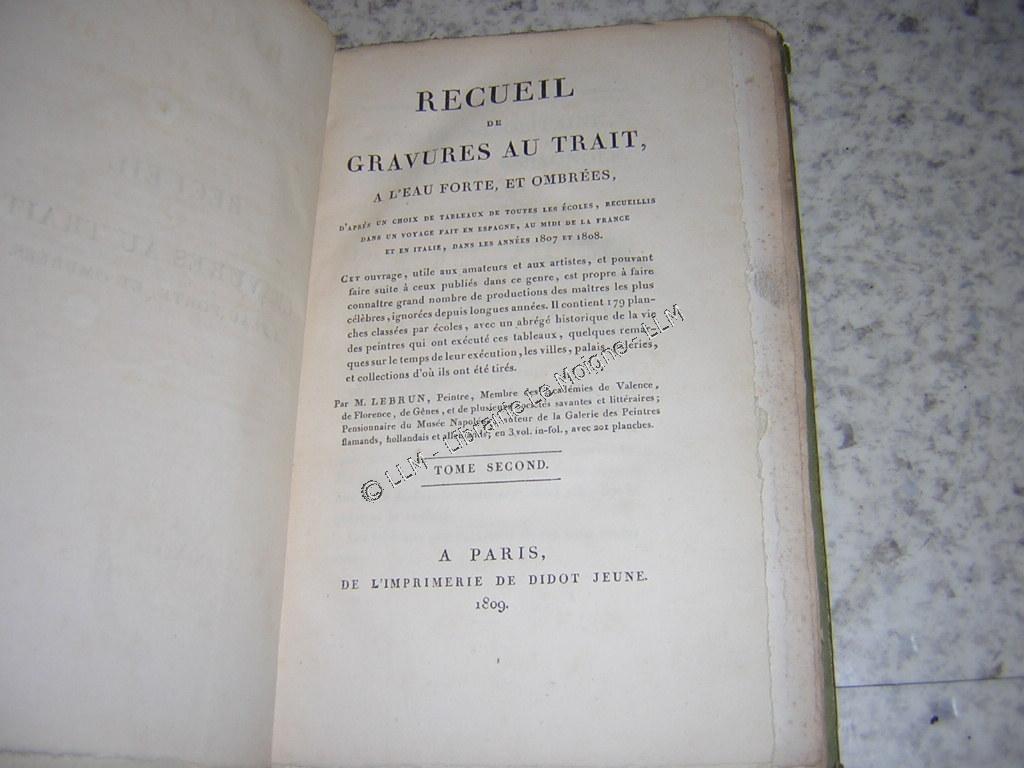 RECUEIL
DE
GRAVURES AU TRAIT,
A L'EAU FORTE, ET OMBRÉES,
D'APRÈS UN CHOIX DE TABLEAUX DE TOUTES LES ÉCOLES, RECUEILLIS
DANS UN VOYAGE FAIT EN ESPAGNE, AU MIDI DE LA FRANCE
ET EN ITALIE, DANS LES ANNÉES 1807 ET 1808.
CET ouvrage, utile aux amateurs et aux artistes, et pouvant
faire suite à ceux publiés dans ce genre, est propre à faire
connaître grand nombre de productions des maîtres les plus
célèbres, ignorées depuis longues années. Il contient 179 plan-
ches classées par écoles, avec un abrégé historique de la vie
des peintres qui ont exécuté ces tableaux, quelques remar-
ques sur le temps de leur exécution, les villes, palais, galeries,
et collections d'où ils ont été tirés.
Par M. LEBRUN, Peintre, Membre des Académies de Valence,
de Florence, de Gênes, et de plusieurs sociétés savantes et littéraires;
Pensionnaire du Musée Napoléon, auteur de la Galerie des Peintres
flamands, hollandais et allemands; en 3 vol. in-fol., avec 201 planches.
TOME SECOND.
A PARIS,
DE L'IMPRIMERIE DE DIDOT JEUNE.
1809.
© LLM - Librairie Le Moigne - LLM